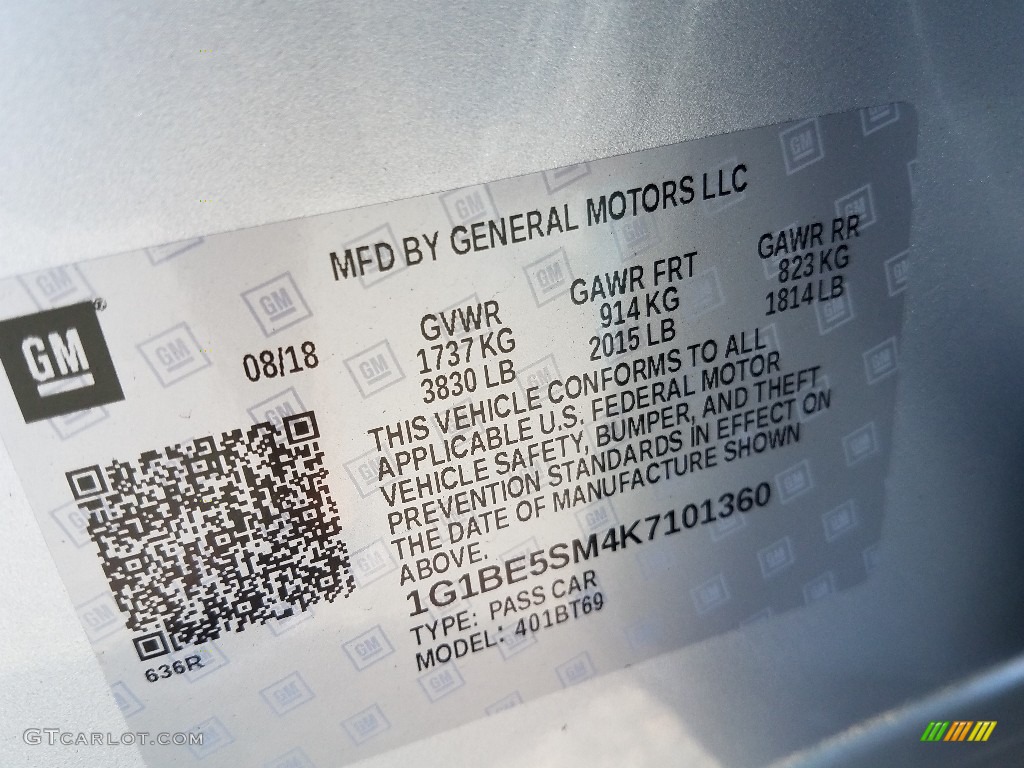 MFD BY GENERAL MOTORS LLC
GM
®
08/18
GVWR
1737 KG
3830 LB
GAWR FRT
914 KG
2015 LB
GAWR RR
823 KG
1814 LB
THIS VEHICLE CONFORMS TO ALL
APPLICABLE U.S. FEDERAL MOTOR
VEHICLE SAFETY, BUMPER, AND THEFT
PREVENTION STANDARDS IN EFFECT ON
THE DATE OF MANUFACTURE SHOWN
ABOVE.
1G1BE5SM4K7101360
TYPE: PASS CAR
MODEL: 401BT69
636R
GTCARLOT.COM